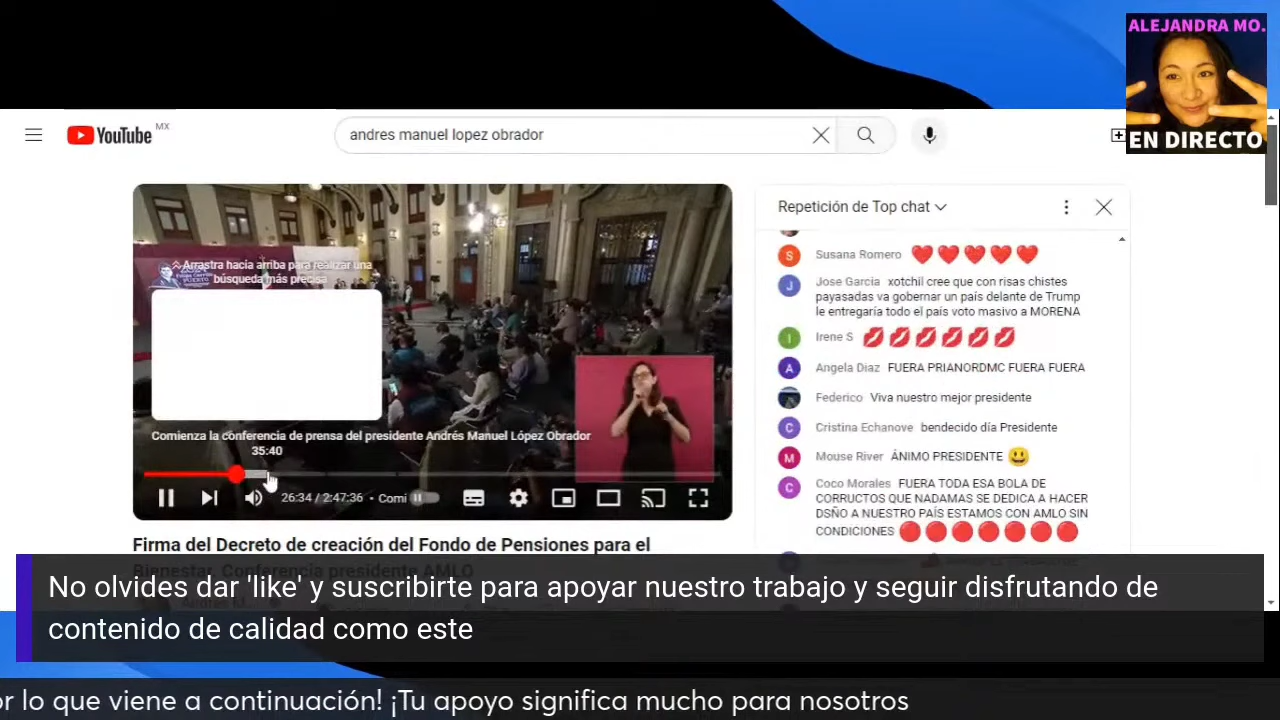 ALEJANDRA MO.
EN DIRECTO
YouTube MX
andres manuel lopez obrador
Arrastra hacia arriba para realizar una
búsqueda más precisa
Comienza la conferencia de prensa del presidente Andrés Manuel López Obrador
35:40
26:34 / 2:47:36 • Comi
Repetición de Top chat
Susana Romero ❤️❤️❤️❤️❤️
Jose Garcia xotchil cree que con risas chistes
payasadas va gobernar un país delante de Trump
le entregaría todo el país voto masivo a MORENA
Irene S 💋💋💋💋💋💋
Angela Diaz FUERA PRIANORDMC FUERA FUERA
Federico Viva nuestro mejor presidente
Cristina Echanove bendecido día Presidente
Mouse River ÁNIMO PRESIDENTE 😃
Coco Morales FUERA TODA ESA BOLA DE
CORRUCTOS QUE NADAMAS SE DEDICA A HACER
DSÑO A NUESTRO PAÍS ESTAMOS CON AMLO SIN
CONDICIONES 🔴🔴🔴🔴🔴🔴🔴
Firma del Decreto de creación del Fondo de Pensiones para el
Bienestar. Conferencia presidente AMLO
No olvides dar 'like' y suscribirte para apoyar nuestro trabajo y seguir disfrutando de
contenido de calidad como este
or lo que viene a continuación! ¡Tu apoyo significa mucho para nosotros